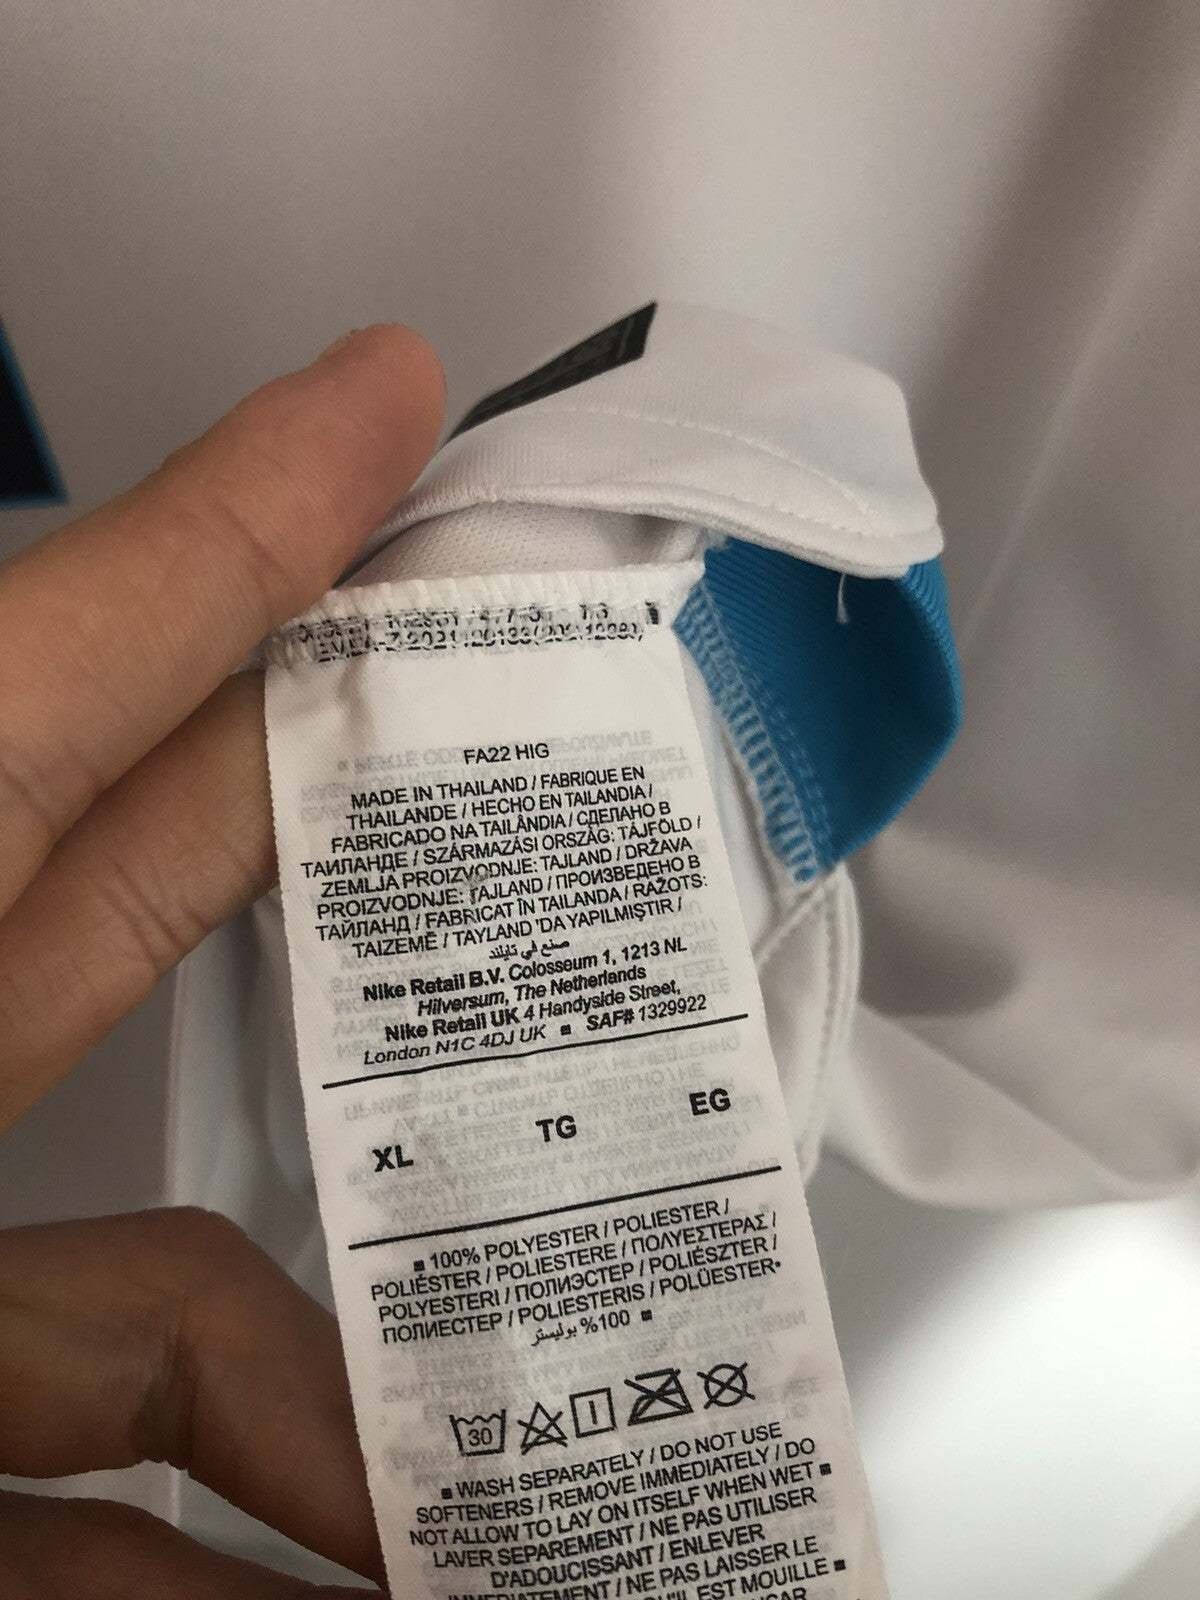 FA22 HIG
MADE IN THAILAND / FABRIQUE EN
THAILANDE / HECHO EN TAILANDIA /
FABRICADO NA TAILÂNDIA / СДЕЛАНО В
ТАИЛАНДЕ / SZÁRMAZÁSI ORSZÁG: TÁJFÖLD /
ZEMLJA PROIZVODNJE: TAJLAND / DRŽAVA
PROIZVODNJE: TAJLAND / ПРОИЗВЕДЕНО В
ТАЙЛАНД / FABRICAT ÎN TAILANDA / RAŽOTS:
TAIZEMĒ / TAYLAND 'DA YAPILMIŞTIR /
صنع في تايلند
Nike Retail B.V. Colosseum 1, 1213 NL
Hilversum, The Netherlands
Nike Retail UK 4 Handyside Street,
London N1C 4DJ UK ■ SAF# 1329922
XL TG EG
■ 100% POLYESTER / POLIESTER /
POLIÉSTER / POLIESTERE / ΠΟΛΥΕΣΤΕΡΑΣ /
POLYESTERI / ПОЛИЭСТЕР / POLIÉSZTER /
ПОЛИЕСТЕР / POLIESTERIS / POLÜESTER•
100% بوليستر ■
30
■ WASH SEPARATELY / DO NOT USE
SOFTENERS / REMOVE IMMEDIATELY / DO
NOT ALLOW TO LAY ON ITSELF WHEN WET ■
LAVER SEPAREMENT / NE PAS UTILISER
D'ADOUCISSANT / ENLEVER
IMMEDIATEMENT / NE PAS LAISSER LE
QU'IL EST MOUILLE ■